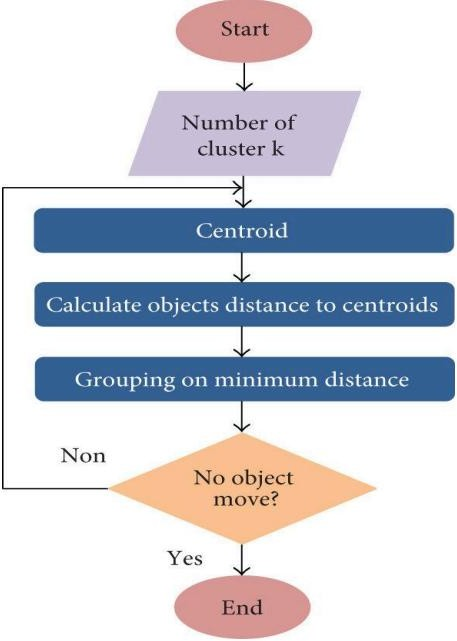 Start
Number of
cluster k
Centroid
Calculate objects distance to centroids
Grouping on minimum distance
Non
No object
move?
Yes
End